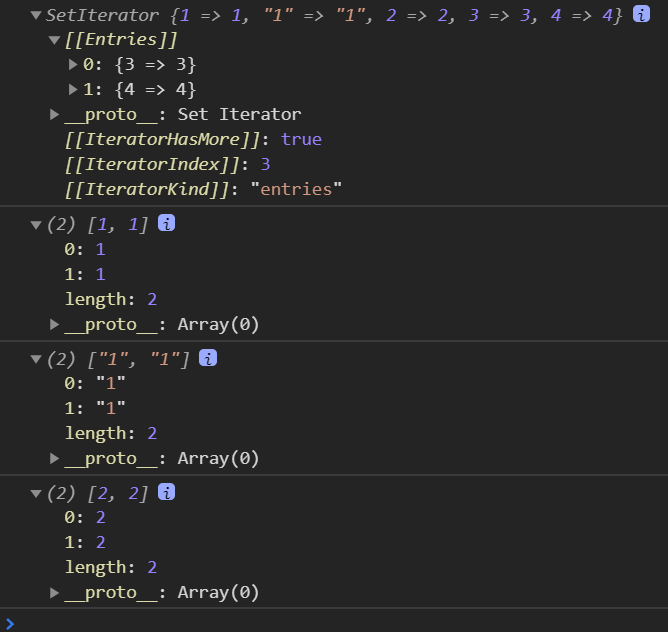 SetIterator {1 => 1, "1" => "1", 2 => 2, 3 => 3, 4 => 4} i
[[Entries]]
0: {3 => 3}
1: {4 => 4}
__proto__: Set Iterator
[[IteratorHasMore]]: true
[[IteratorIndex]]: 3
[[IteratorKind]]: "entries"
(2) [1, 1] i
0: 1
1: 1
length: 2
__proto__: Array(0)
(2) ["1", "1"] i
0: "1"
1: "1"
length: 2
__proto__: Array(0)
(2) [2, 2] i
0: 2
1: 2
length: 2
__proto__: Array(0)